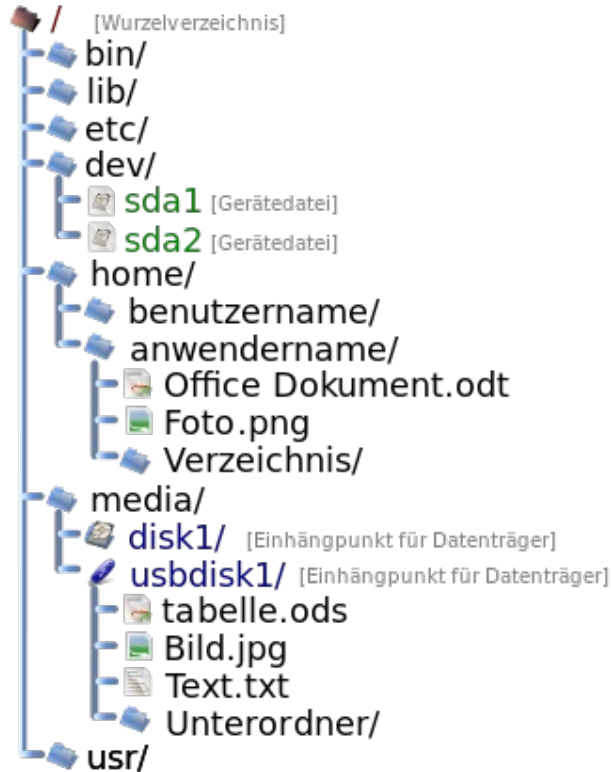 / [Wurzelverzeichnis]
bin/
lib/
etc/
dev/
sda1 [Gerätedatei]
sda2 [Gerätedatei]
home/
benutzername/
anwendername/
Office Dokument.odt
Foto.png
Verzeichnis/
media/
disk1/ [Einhängpunkt für Datenträger]
usbdisk1/ [Einhängpunkt für Datenträger]
tabelle.ods
Bild.jpg
Text.txt
Unterordner/
usr/